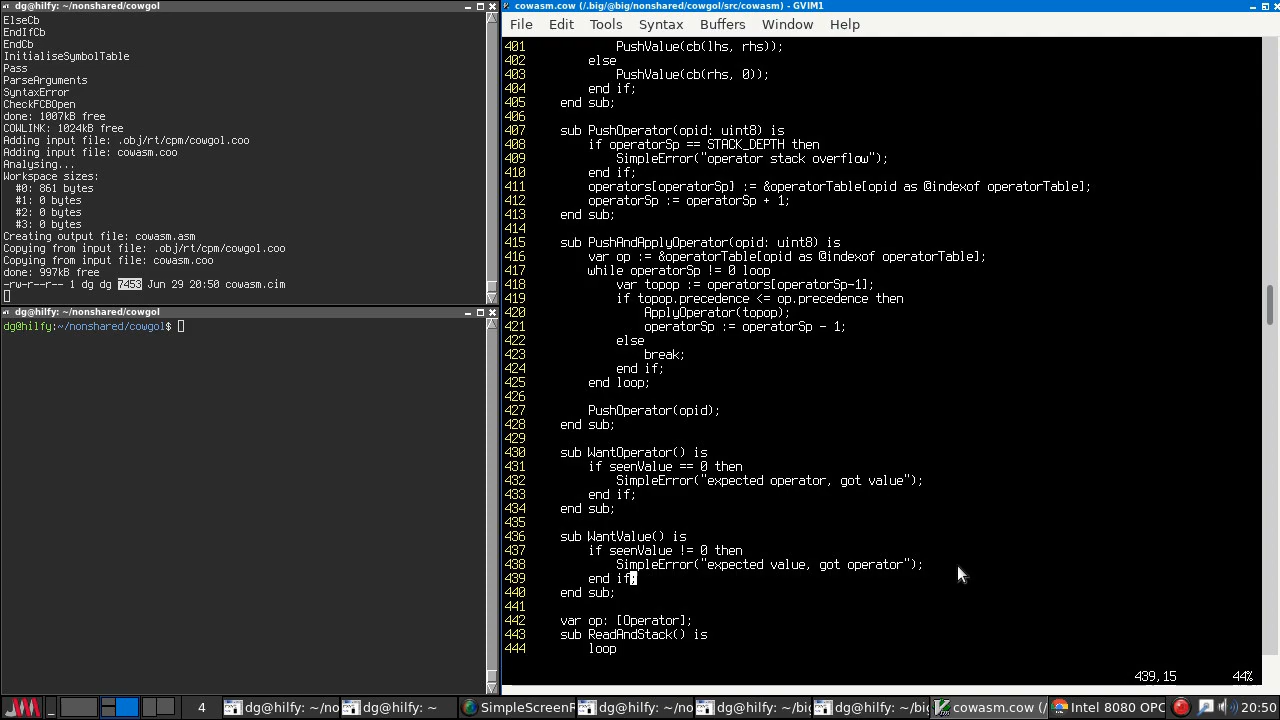 dg@hilfy: ~/nonshared/cowgol
ElseCb
EndIfCb
EndCb
InitialiseSymbolTable
Pass
ParseArguments
SyntaxError
CheckFCBOpen
done: 1007kB free
COWLINK: 1024kB free
Adding input file: .obj/rt/cpm/cowgol.coo
Adding input file: cowasm.coo
Analysing...
Workspace sizes:
  #0: 861 bytes
  #1: 0 bytes
  #2: 0 bytes
  #3: 0 bytes
Creating output file: cowasm.asm
Copying from input file: .obj/rt/cpm/cowgol.coo
Copying from input file: cowasm.coo
done: 997kB free
-rw-r--r-- 1 dg dg 7453 Jun 29 20:50 cowasm.cim
dg@hilfy: ~/nonshared/cowgol
dg@hilfy:~/nonshared/cowgol$
cowasm.cow (/.big/@big/nonshared/cowgol/src/cowasm) - GVIM1
File Edit Tools Syntax Buffers Window Help
401             PushValue(cb(lhs, rhs));
402         else
403             PushValue(cb(rhs, 0));
404         end if;
405     end sub;
406
407     sub PushOperator(opid: uint8) is
408         if operatorSp == STACK_DEPTH then
409             SimpleError("operator stack overflow");
410         end if;
411         operators[operatorSp] := &operatorTable[opid as @indexof operatorTable];
412         operatorSp := operatorSp + 1;
413     end sub;
414
415     sub PushAndApplyOperator(opid: uint8) is
416         var op := &operatorTable[opid as @indexof operatorTable];
417         while operatorSp != 0 loop
418             var topop := operators[operatorSp-1];
419             if topop.precedence <= op.precedence then
420                 ApplyOperator(topop);
421                 operatorSp := operatorSp - 1;
422             else
423                 break;
424             end if;
425         end loop;
426
427         PushOperator(opid);
428     end sub;
429
430     sub WantOperator() is
431         if seenValue == 0 then
432             SimpleError("expected operator, got value");
433         end if;
434     end sub;
435
436     sub WantValue() is
437         if seenValue != 0 then
438             SimpleError("expected value, got operator");
439         end if;
440     end sub;
441
442     var op: [Operator];
443     sub ReadAndStack() is
444         loop
439,15 44%
4 dg@hilfy: ~/no dg@hilfy: ~ SimpleScreenR dg@hilfy: ~/no dg@hilfy: ~/big dg@hilfy: ~/big cowasm.cow (/ Intel 8080 OPC 20:50